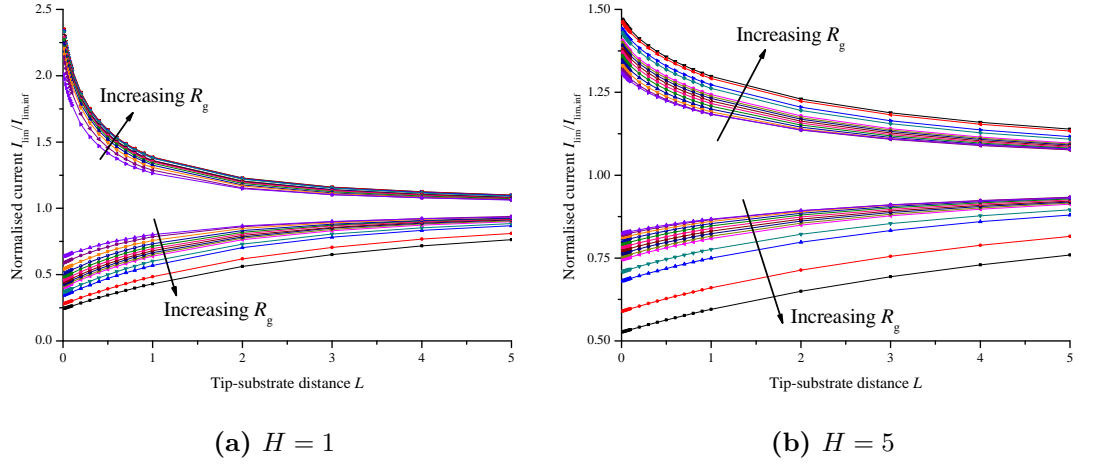 2.5
2.0
1.5
1.0
0.5
0.0
Normalised current I_lim/I_lim,inf
Increasing R_g
Increasing R_g
0 1 2 3 4 5
Tip-substrate distance L
(a) H = 1
1.50
1.25
1.00
0.75
0.50
Normalised current I_lim/I_lim,inf
Increasing R_g
Increasing R_g
0 1 2 3 4 5
Tip-substrate distance L
(b) H = 5